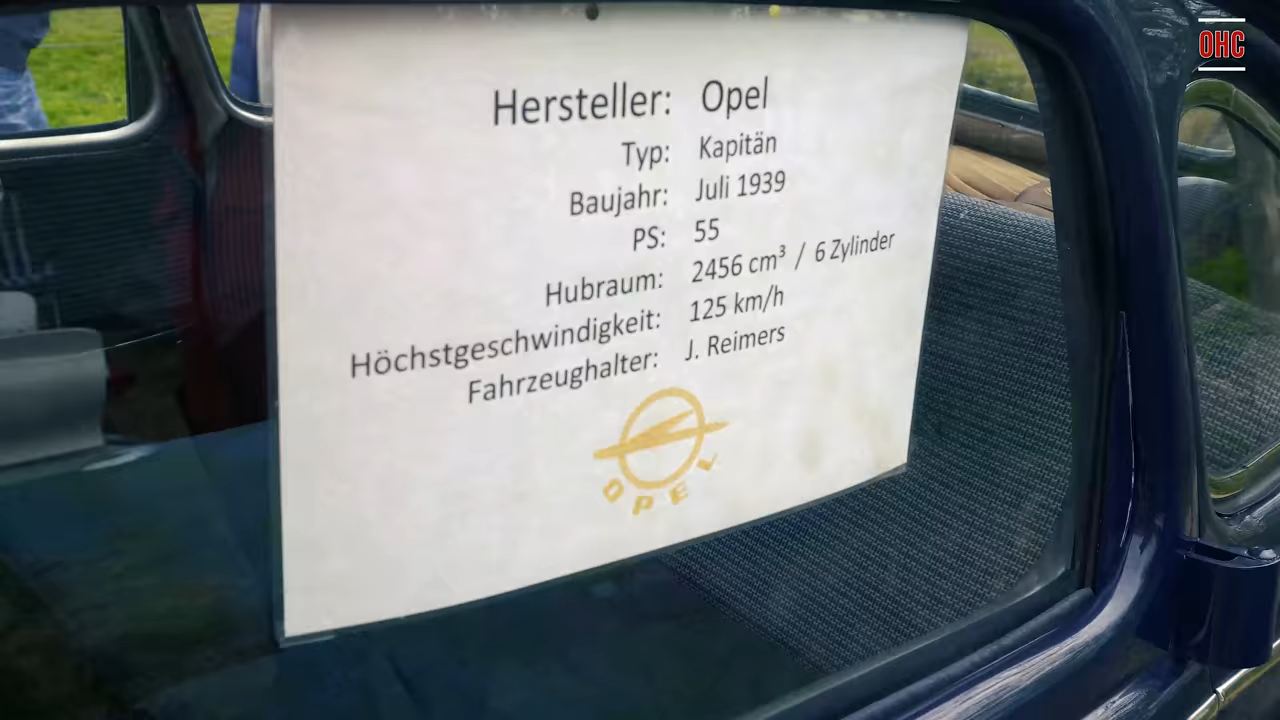 OHC
Hersteller: Opel
Typ: Kapitän
Baujahr: Juli 1939
PS: 55
Hubraum: 2456 cm³ / 6 Zylinder
Höchstgeschwindigkeit: 125 km/h
Fahrzeughalter: J. Reimers
OPEL